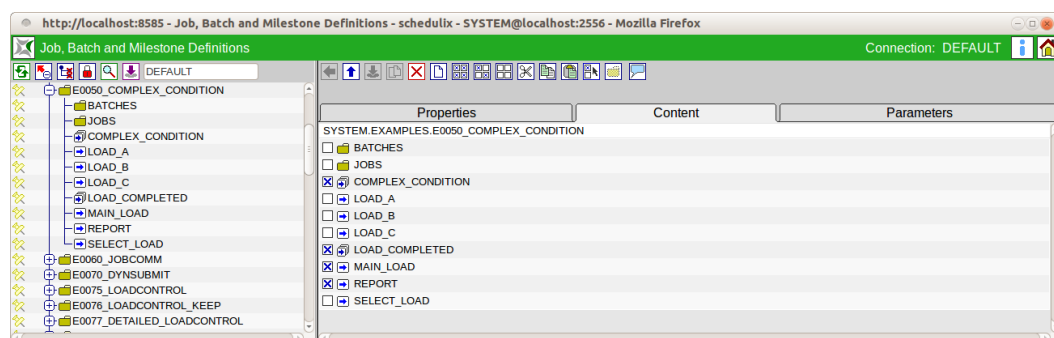 http://localhost:8585 - Job, Batch and Milestone Definitions - schedulix - SYSTEM@localhost:2556 - Mozilla Firefox
Job, Batch and Milestone Definitions
Connection: DEFAULT
DEFAULT
E0050_COMPLEX_CONDITION
BATCHES
JOBS
COMPLEX_CONDITION
LOAD_A
LOAD_B
LOAD_C
LOAD_COMPLETED
MAIN_LOAD
REPORT
SELECT_LOAD
E0060_JOBCOMM
E0070_DYNSUBMIT
E0075_LOADCONTROL
E0076_LOADCONTROL_KEEP
E0077_DETAILED_LOADCONTROL
Properties
Content
Parameters
SYSTEM.EXAMPLES.E0050_COMPLEX_CONDITION
BATCHES
JOBS
COMPLEX_CONDITION
LOAD_A
LOAD_B
LOAD_C
LOAD_COMPLETED
MAIN_LOAD
REPORT
SELECT_LOAD